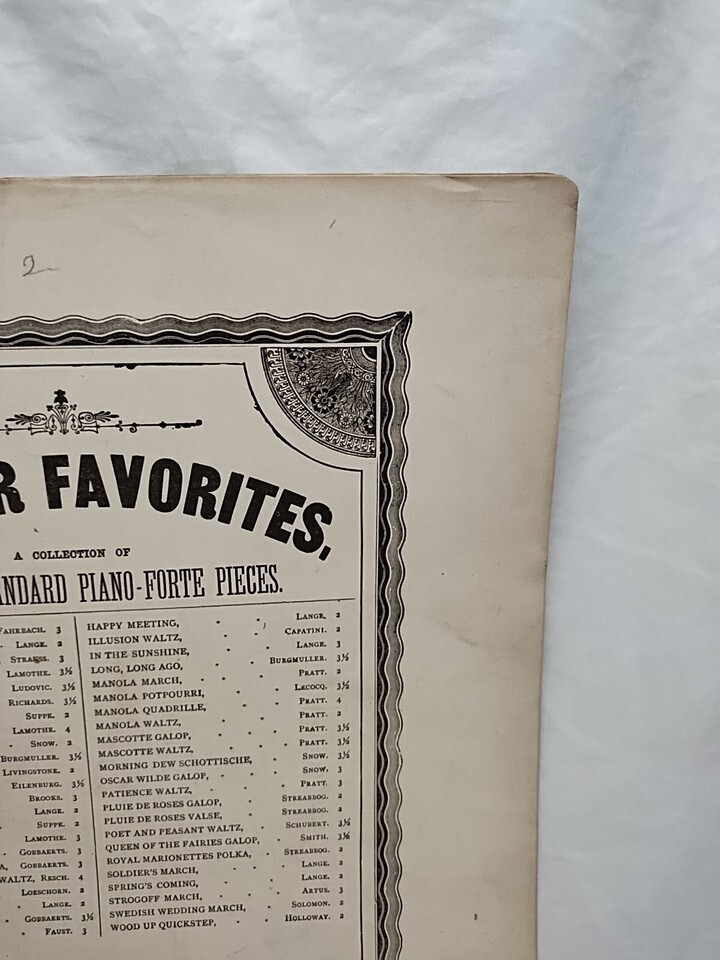 2
R FAVORITES,
A COLLECTION OF
ANDARD PIANO-FORTE PIECES.
FAHRBACH. 3
LANGE. 2
STRAUSS. 3
LAMOTHE. 3½
LUDOVIC. 3½
RICHARDS. 3½
SUPPE. 2
LAMOTHE. 4
SNOW. 2
BURGMULLER. 3½
LIVINGSTONE. 2
EILENBURG. 3½
BROOKS. 3
LANGE. 2
SUPPE. 2
LAMOTHE. 3
GOBBAERTS. 3
A, GOBBAERTS. 3
WALTZ, RESCH. 4
LOESCHORN. 2
LANGE. 2
GOBBAERTS. 3½
FAUST. 3
HAPPY MEETING, LANGE. 2
ILLUSION WALTZ, CAPATINI. 2
IN THE SUNSHINE, LANGE. 3
LONG, LONG AGO, BURGMULLER. 3½
MANOLA MARCH, PRATT. 2
MANOLA POTPOURRI, LECOCQ. 3½
MANOLA QUADRILLE, PRATT. 4
MANOLA WALTZ, PRATT. 2
MASCOTTE GALOP, PRATT. 3½
MASCOTTE WALTZ, PRATT. 3½
MORNING DEW SCHOTTISCHE, SNOW. 3½
OSCAR WILDE GALOP, SNOW. 3
PATIENCE WALTZ, PRATT. 3
PLUIE DE ROSES GALOP, STREABBOG. 2
PLUIE DE ROSES VALSE, STREABBOG. 2
POET AND PEASANT WALTZ, SCHUBERT. 3½
QUEEN OF THE FAIRIES GALOP, SMITH. 3½
ROYAL MARIONETTES POLKA, STREABBOG. 2
SOLDIER'S MARCH, LANGE. 2
SPRING'S COMING, LANGE. 2
STROGOFF MARCH, ARTUS. 3
SWEDISH WEDDING MARCH, SOLOMON. 2
WOOD UP QUICKSTEP, HOLLOWAY. 2